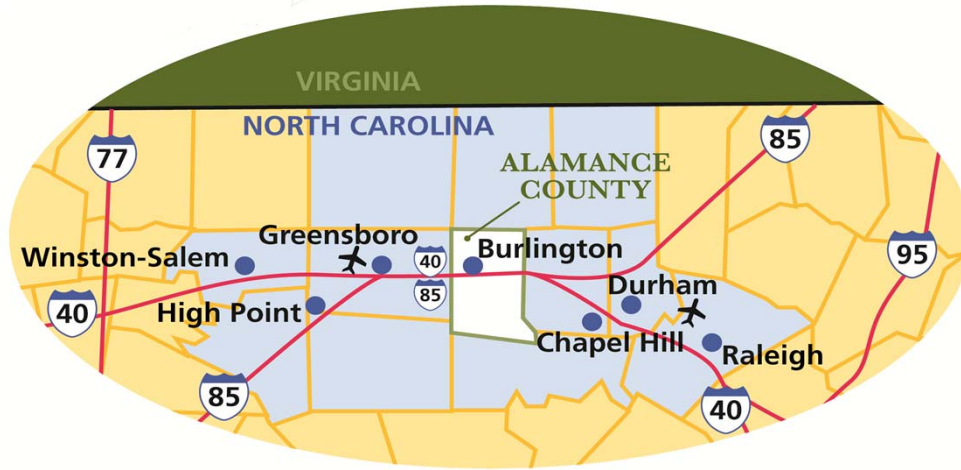 VIRGINIA
NORTH CAROLINA
77
85
ALAMANCE
COUNTY
Greensboro
Winston-Salem
40
Burlington
95
85
Durham
40
High Point
Chapel Hill
Raleigh
85
40